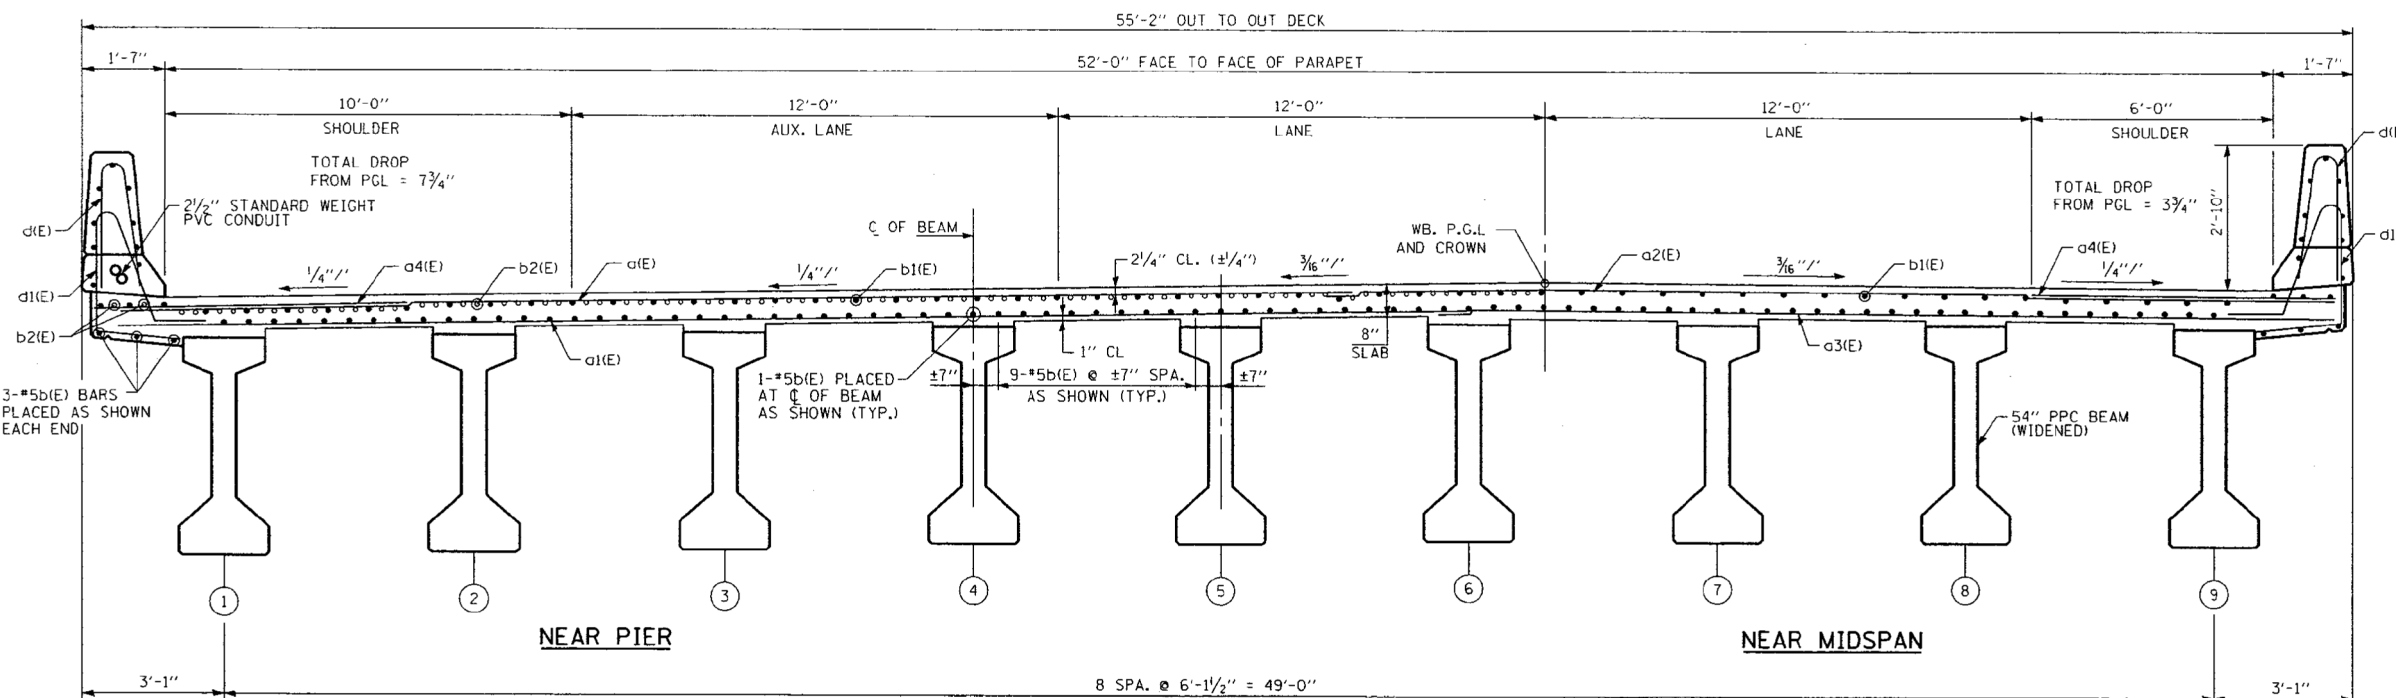 55'-2" OUT TO OUT DECK
1'-7"
52'-0" FACE TO FACE OF PARAPET
1'-7"
10'-0"
SHOULDER
12'-0"
AUX. LANE
12'-0"
LANE
12'-0"
LANE
6'-0"
SHOULDER
TOTAL DROP
FROM PGL = 7¾"
2½" STANDARD WEIGHT
PVC CONDUIT
d(E)
d1(E)
b2(E)
3-#5b(E) BARS
PLACED AS SHOWN
EACH END
¼"/'
a4(E)
b2(E)
a(E)
a1(E)
¼"/'
b1(E)
℄ OF BEAM
2¼" CL. (±¼")
3/16"/'
WB. P.G.L
AND CROWN
a2(E)
3/16"/'
b1(E)
TOTAL DROP
FROM PGL = 3¾"
2'-10"
a4(E)
¼"/'
d(
d1
1" CL
8"
SLAB
a3(E)
1-#5b(E) PLACED
AT ℄ OF BEAM
AS SHOWN (TYP.)
±7"
9-#5b(E) @ ±7" SPA.
AS SHOWN (TYP.)
±7"
54" PPC BEAM
(WIDENED)
1
2
3
4
5
6
7
8
9
NEAR PIER
NEAR MIDSPAN
3'-1"
8 SPA. @ 6'-1½" = 49'-0"
3'-1"